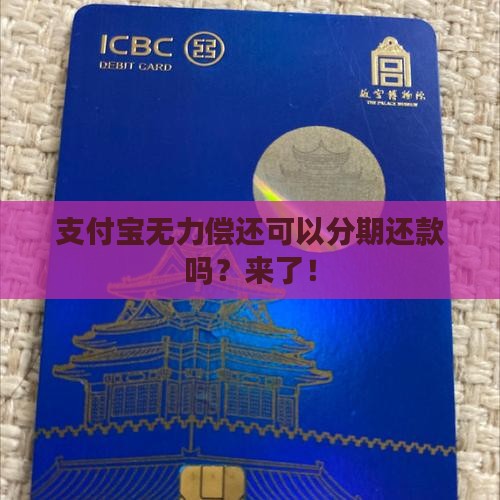 ICBC
DEBIT CARD
故宫博物院
THE PALACE MUSEUM
支付宝无力偿还可以分期还款
吗？来了！